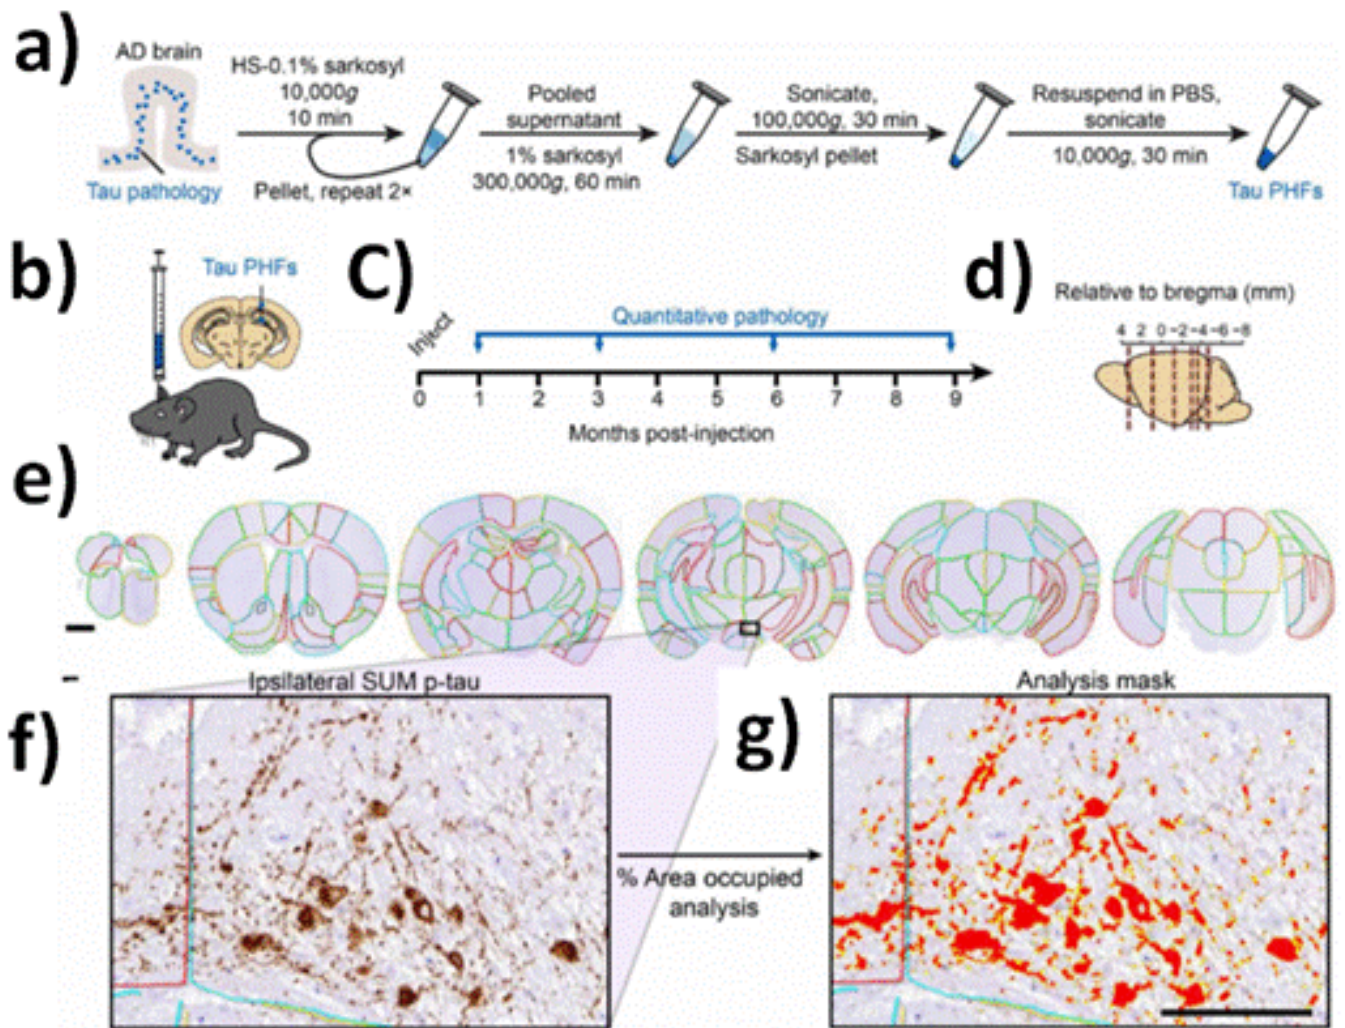 a)
AD brain
Tau pathology
HS-0.1% sarkosyl
10,000g
10 min
Pellet, repeat 2×
Pooled
supernatant
1% sarkosyl
300,000g, 60 min
Sonicate,
100,000g, 30 min
Sarkosyl pellet
Resuspend in PBS,
sonicate
10,000g, 30 min
Tau PHFs
b)
Tau PHFs
C)
Inject
Quantitative pathology
0 1 2 3 4 5 6 7 8 9
Months post-injection
d)
Relative to bregma (mm)
4 2 0 -2 -4 -6 -8
e)
Ipsilateral SUM p-tau
Analysis mask
f)
% Area occupied
analysis
g)